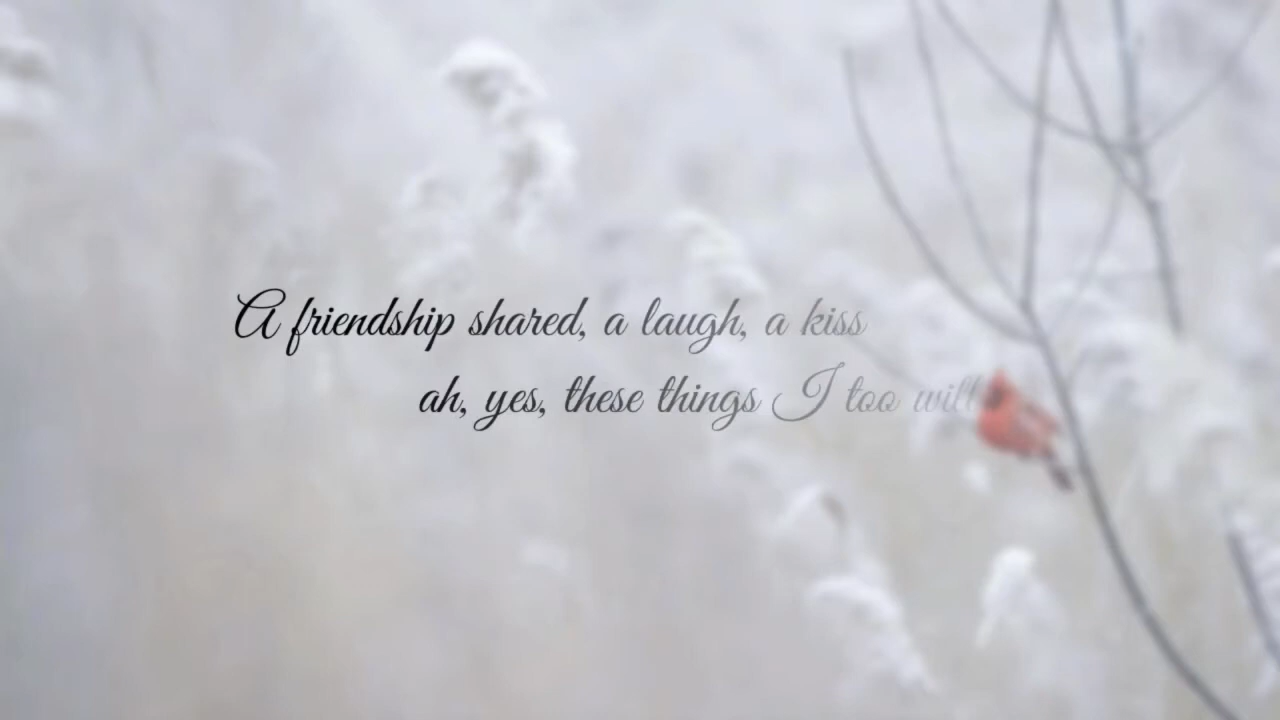 A friendship shared, a laugh, a kiss
ah, yes, these things I too will